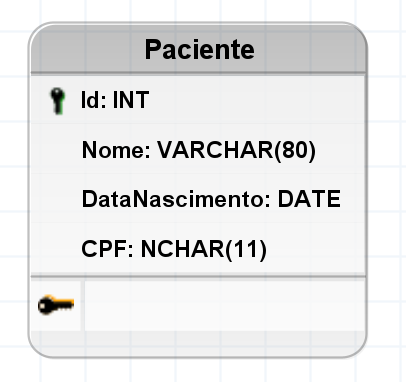 Paciente
Id: INT
Nome: VARCHAR(80)
DataNascimento: DATE
CPF: NCHAR(11)